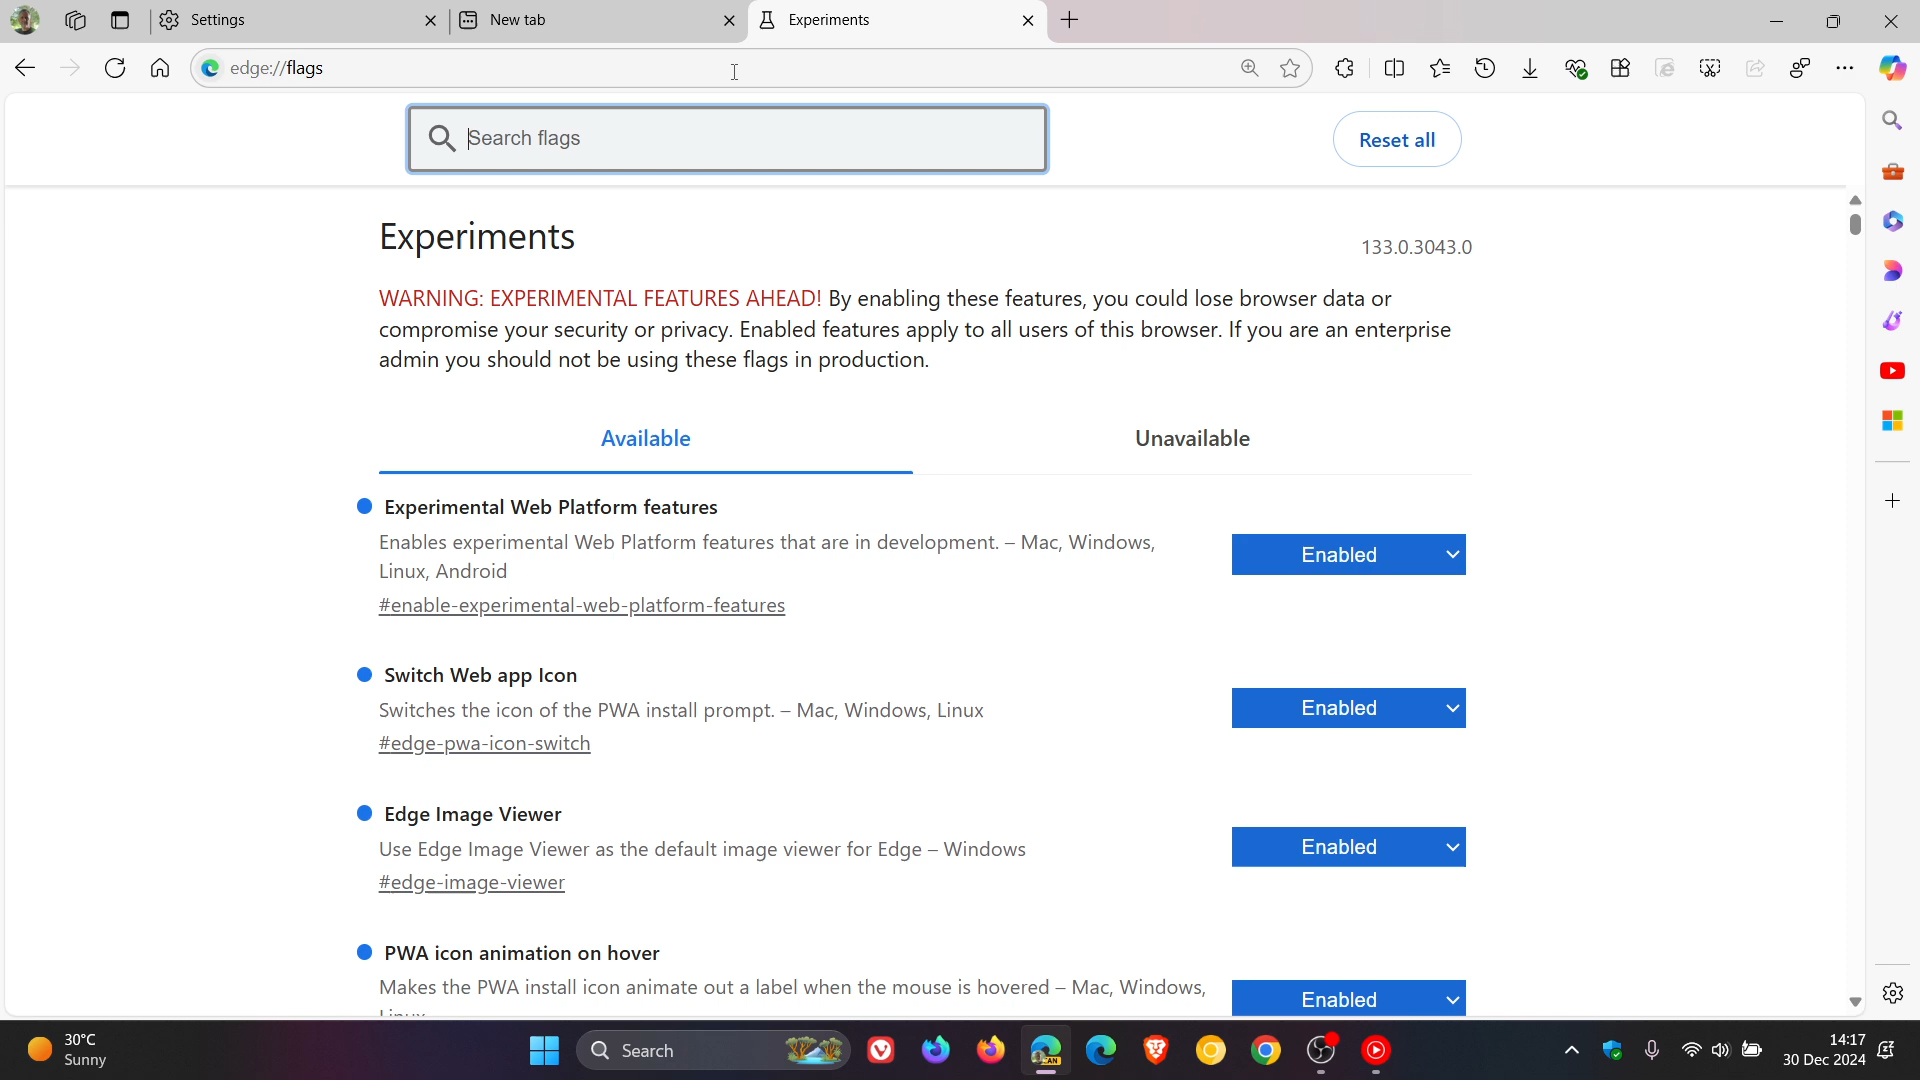 Settings
New tab
Experiments
edge://flags
Search flags
Reset all
Experiments
133.0.3043.0
WARNING: EXPERIMENTAL FEATURES AHEAD! By enabling these features, you could lose browser data or
compromise your security or privacy. Enabled features apply to all users of this browser. If you are an enterprise
admin you should not be using these flags in production.
Available
Unavailable
Experimental Web Platform features
Enables experimental Web Platform features that are in development. – Mac, Windows,
Linux, Android
Enabled
#enable-experimental-web-platform-features
Switch Web app Icon
Switches the icon of the PWA install prompt. – Mac, Windows, Linux
Enabled
#edge-pwa-icon-switch
Edge Image Viewer
Use Edge Image Viewer as the default image viewer for Edge – Windows
Enabled
#edge-image-viewer
PWA icon animation on hover
Makes the PWA install icon animate out a label when the mouse is hovered – Mac, Windows,
Linux
Enabled
30°C
Sunny
Search
CAN
14:17
30 Dec 2024